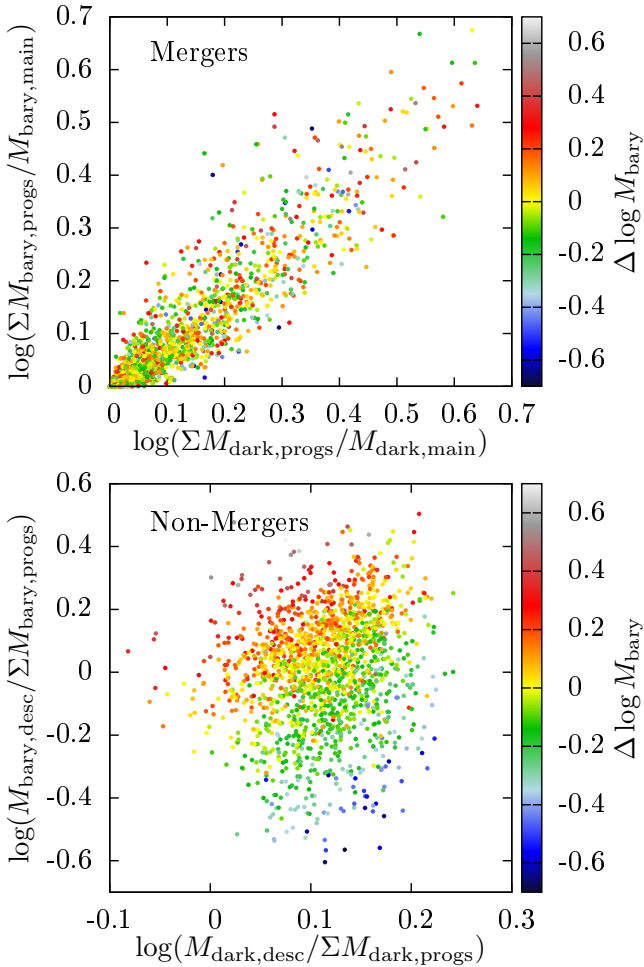 Mergers
log(ΣM_bary,progs/M_bary,main)
0.7
0.6
0.5
0.4
0.3
0.2
0.1
0
0 0.1 0.2 0.3 0.4 0.5 0.6 0.7
log(ΣM_dark,progs/M_dark,main)
0.6
0.4
0.2
0
-0.2
-0.4
-0.6
Δ log M_bary
Non-Mergers
log(M_bary,desc/ΣM_bary,progs)
0.6
0.4
0.2
0
-0.2
-0.4
-0.6
-0.1 0 0.1 0.2 0.3
log(M_dark,desc/ΣM_dark,progs)
0.6
0.4
0.2
0
-0.2
-0.4
-0.6
Δ log M_bary